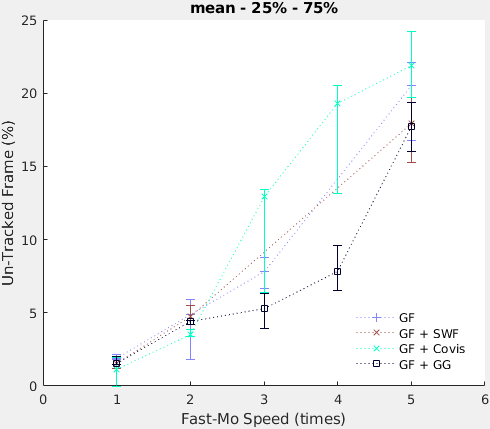 mean - 25% - 75%
25
20
15
10
5
0
Un-Tracked Frame (%)
GF
GF + SWF
GF + Covis
GF + GG
0 1 2 3 4 5 6
Fast-Mo Speed (times)